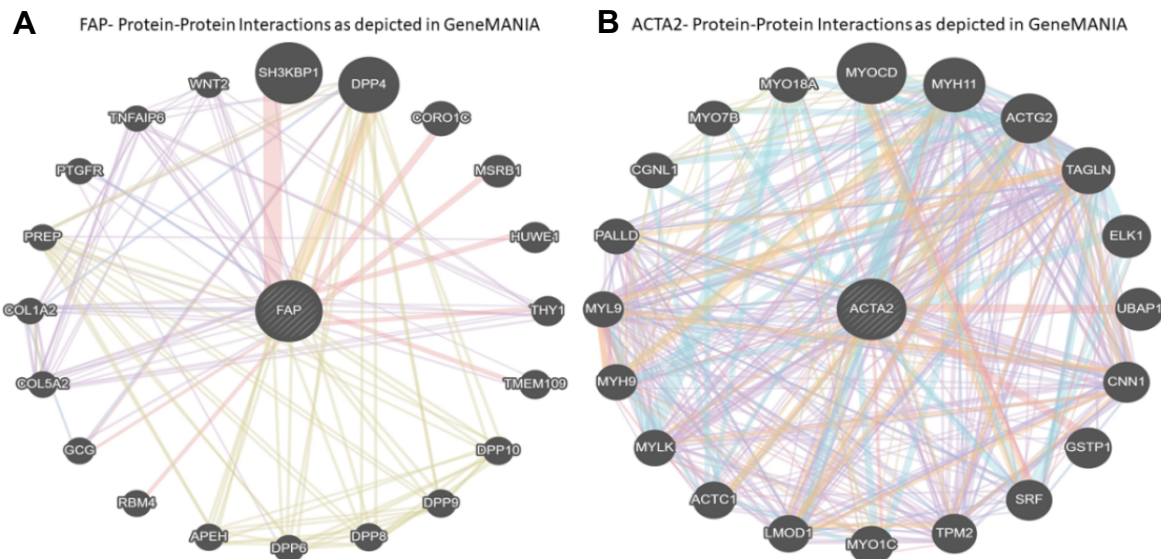 A
FAP- Protein-Protein Interactions as depicted in GeneMANIA
SH3KBP1
DPP4
CORO1C
MSRB1
HUWE1
THY1
TMEM109
DPP10
DPP9
DPP8
DPP6
APEH
RBM4
GCG
COL5A2
COL1A2
PREP
PTGFR
TNFAIP6
WNT2
FAP
B
ACTA2- Protein-Protein Interactions as depicted in GeneMANIA
MYOCD
MYH11
ACTG2
TAGLN
ELK1
UBAP1
CNN1
GSTP1
SRF
TPM2
MYO1C
LMOD1
ACTC1
MYLK
MYH9
MYL9
PALLD
CGNL1
MYO7B
MYO18A
ACTA2